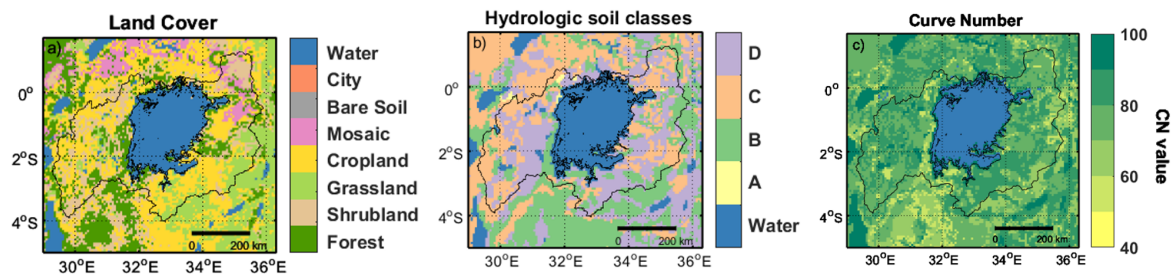 Land Cover
a)
0°
2°S
4°S
30°E 32°E 34°E 36°E
0 200 km
Water
City
Bare Soil
Mosaic
Cropland
Grassland
Shrubland
Forest
Hydrologic soil classes
b)
0°
2°S
4°S
30°E 32°E 34°E 36°E
0 200 km
D
C
B
A
Water
Curve Number
c)
0°
2°S
4°S
30°E 32°E 34°E 36°E
0 200 km
100
80
60
40
CN value